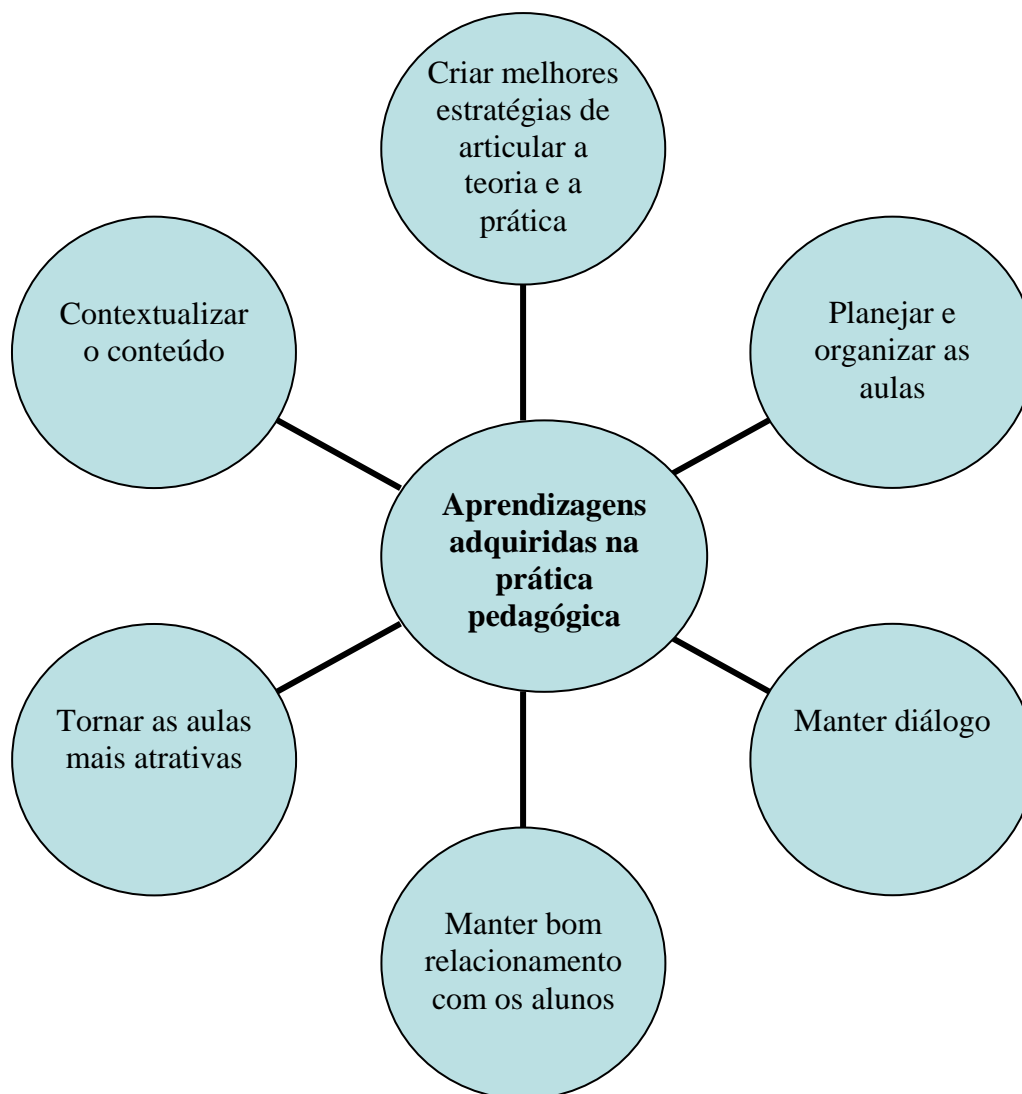 Criar melhores
estratégias de
articular a
teoria e a
prática
Contextualizar
o conteúdo
Planejar e
organizar as
aulas
Aprendizagens
adquiridas na
prática
pedagógica
Tornar as aulas
mais atrativas
Manter diálogo
Manter bom
relacionamento
com os alunos